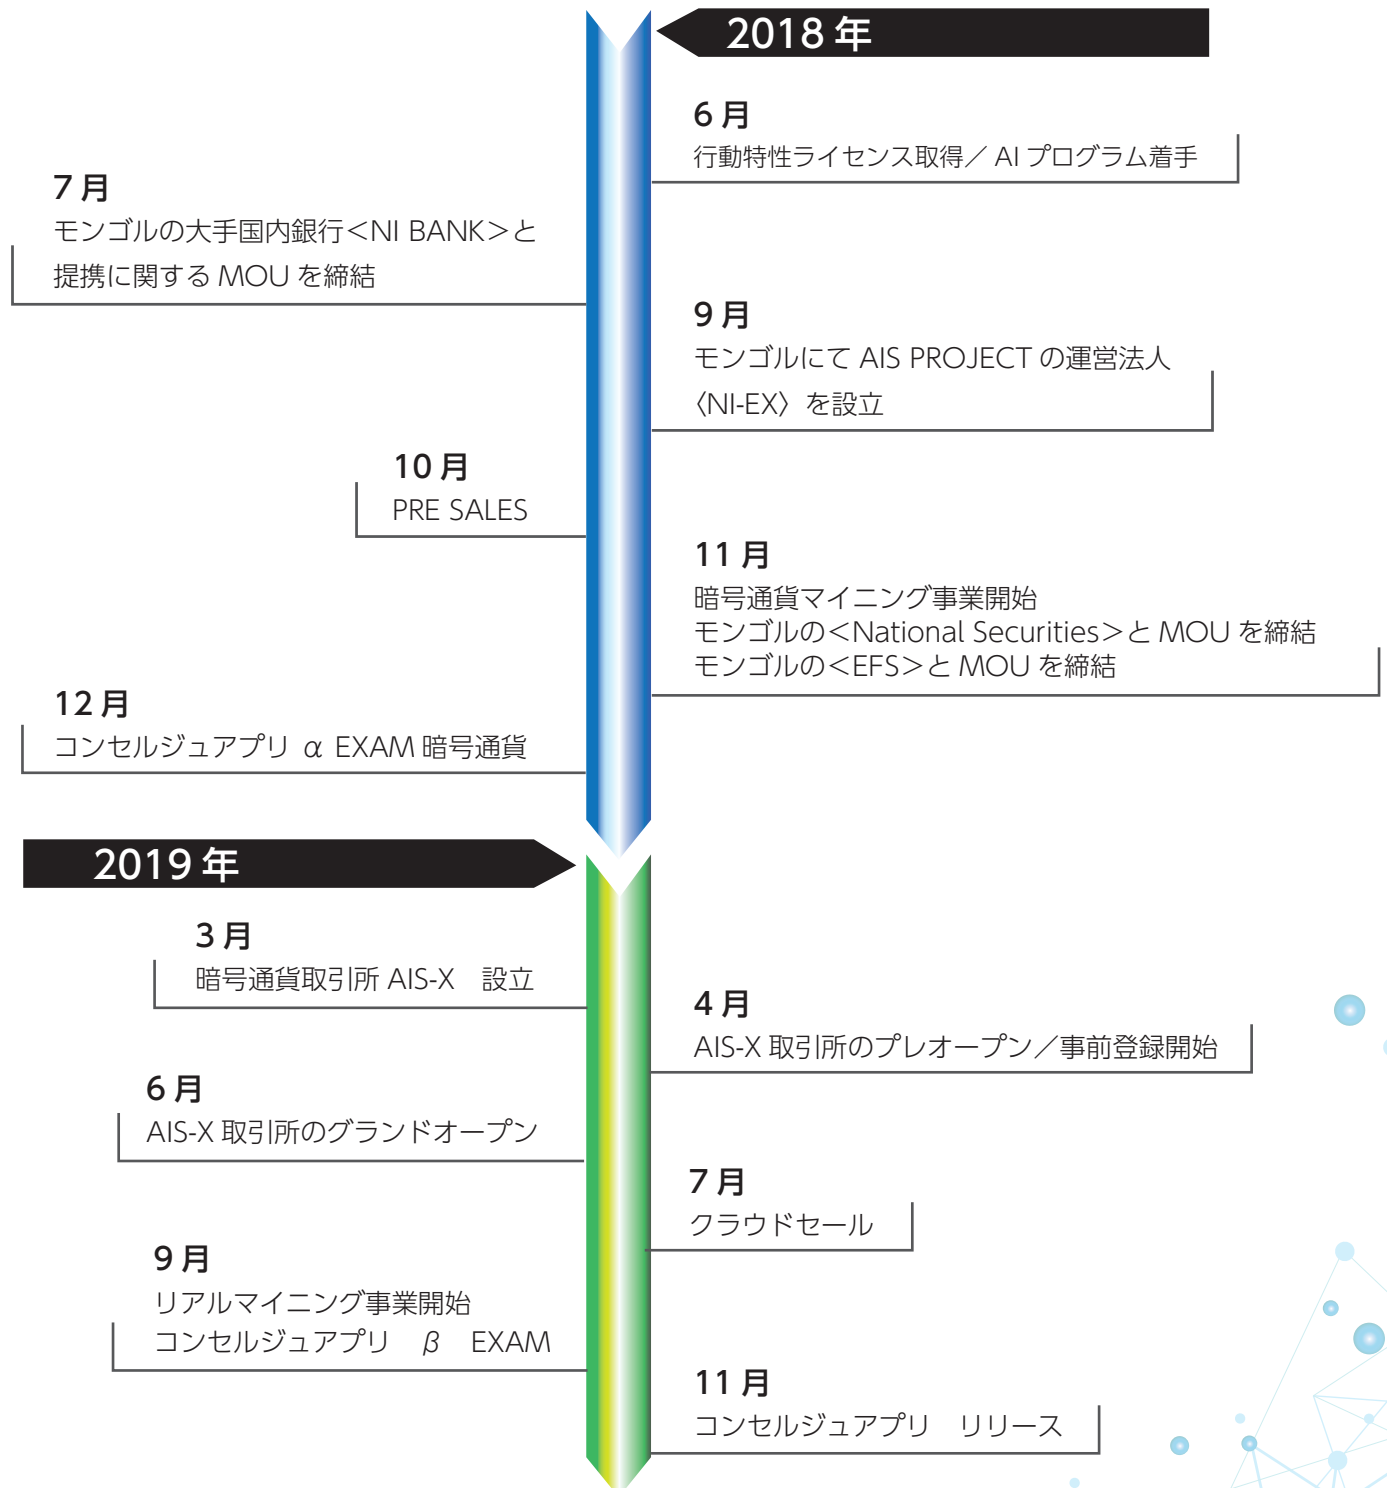 2018 年
6 月
行動特性ライセンス取得／ AI プログラム着手
7 月
モンゴルの大手国内銀行＜NI BANK＞と
提携に関する MOU を締結
9 月
モンゴルにて AIS PROJECT の運営法人
〈NI-EX〉を設立
10 月
PRE SALES
11 月
暗号通貨マイニング事業開始
モンゴルの＜National Securities＞と MOU を締結
モンゴルの＜EFS＞と MOU を締結
12 月
コンセルジュアプリ α EXAM 暗号通貨
2019 年
3 月
暗号通貨取引所 AIS-X　設立
4 月
AIS-X 取引所のプレオープン／事前登録開始
6 月
AIS-X 取引所のグランドオープン
7 月
クラウドセール
9 月
リアルマイニング事業開始
コンセルジュアプリ　β　EXAM
11 月
コンセルジュアプリ　リリース